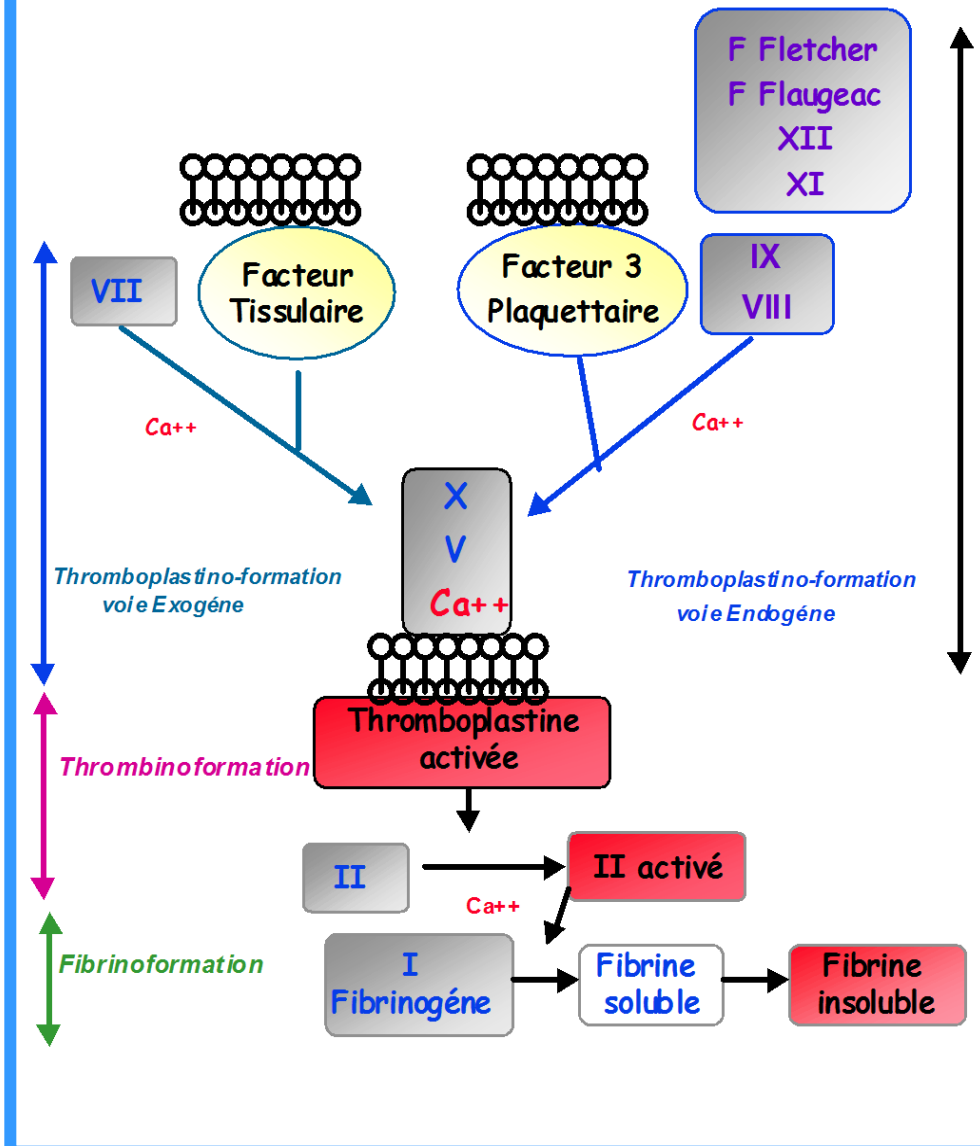 F Fletcher
F Flaugeac
XII
XI
VII
Facteur
Tissulaire
Facteur 3
Plaquettaire
IX
VIII
Ca++
Ca++
X
V
Ca++
Thromboplastino-formation
voie Exogéne
Thromboplastino-formation
voie Endogéne
Thromboplastine
activée
Thrombinoformation
II
II activé
Ca++
Fibrinoformation
I
Fibrinogéne
Fibrine
soluble
Fibrine
insoluble